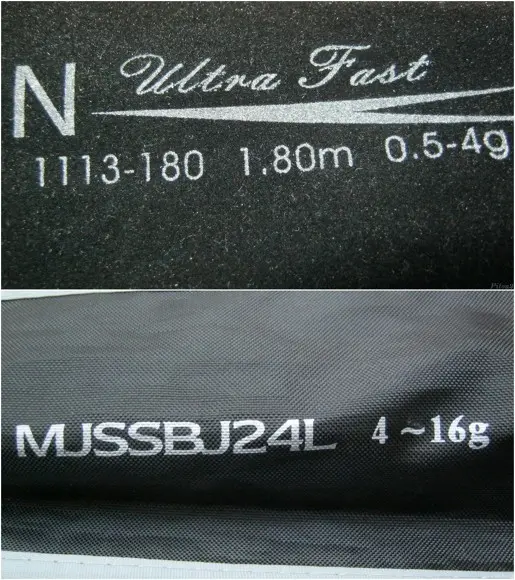 N Ultra Fast
1113-180 1.80m 0.5-4g
MJSSBJ24L 4~16g